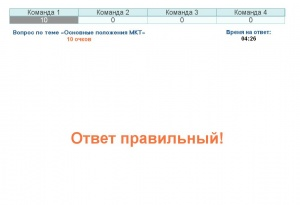 Команда 1 Команда 2 Команда 3 Команда 4
10 0 0 0
Вопрос по теме «Основные положения МКТ» Время на ответ:
10 очков 04:26
Ответ правильный!